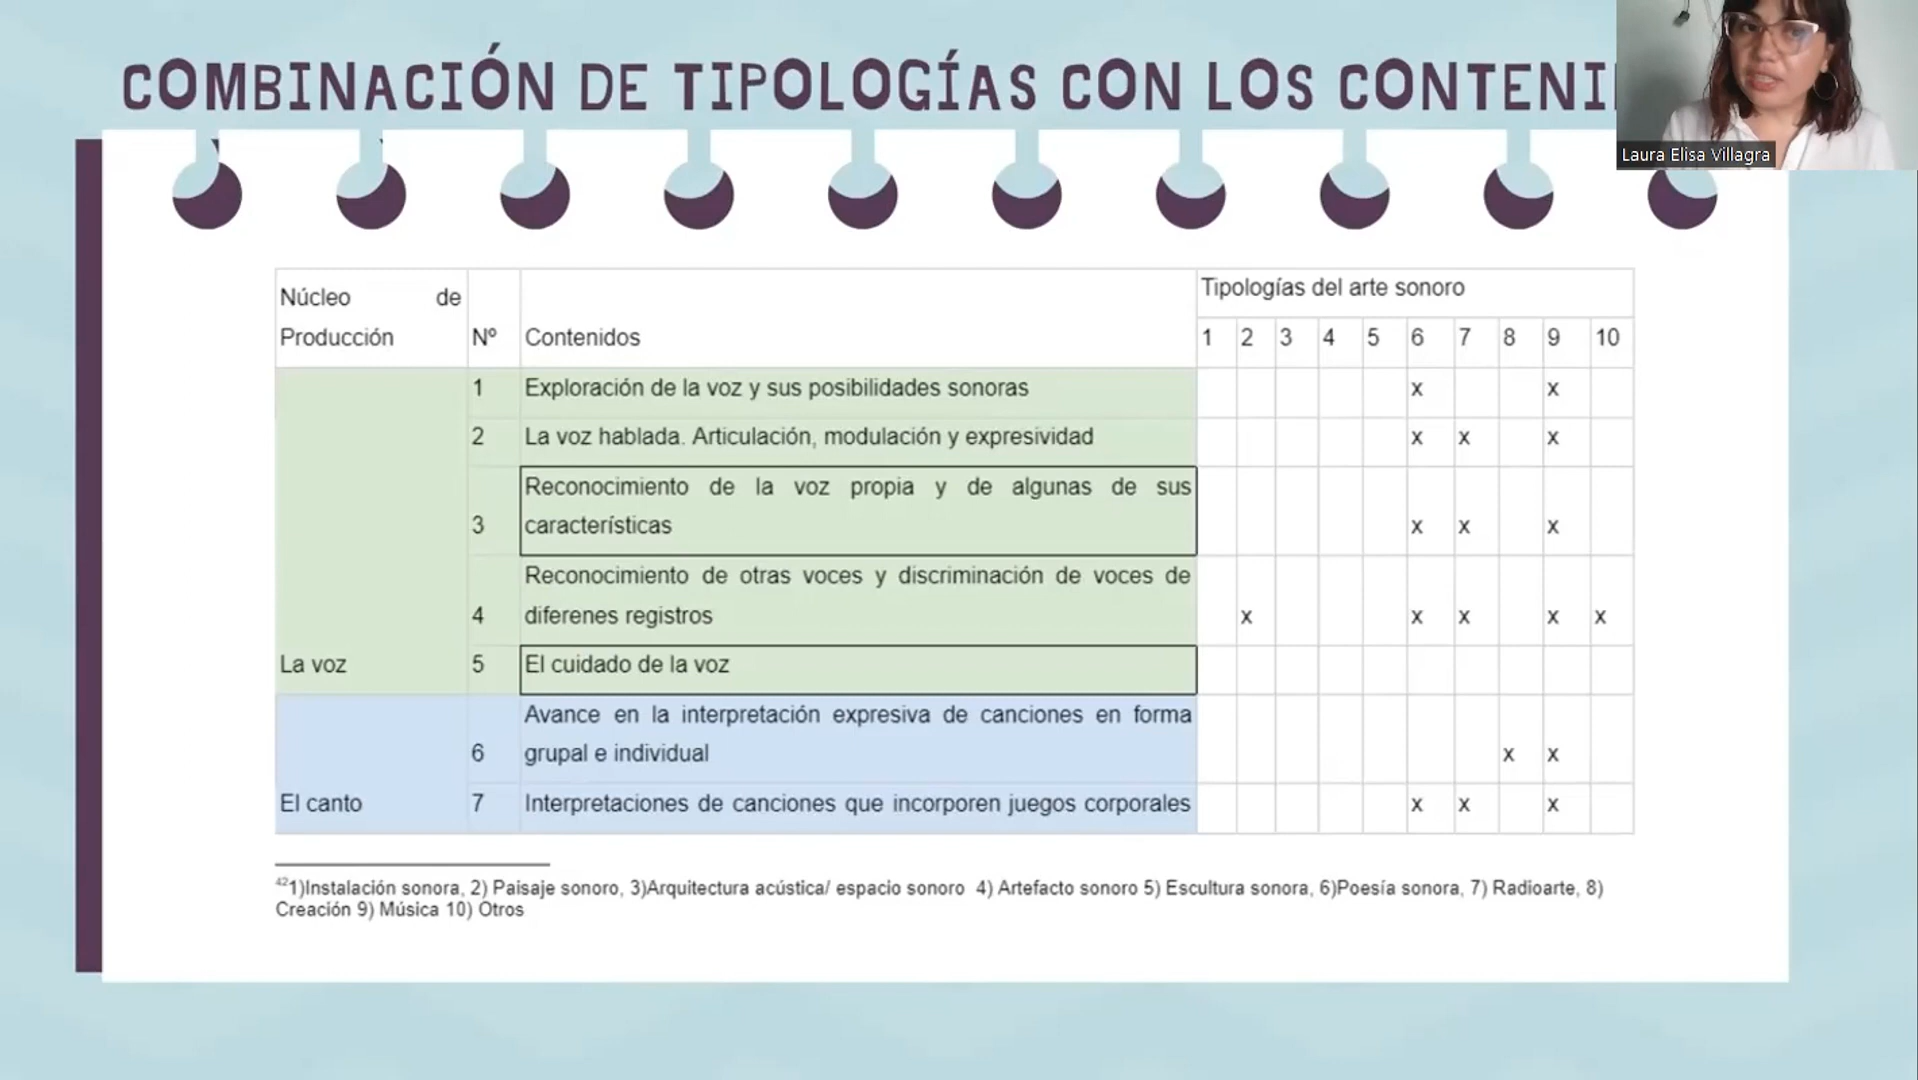 COMBINACIÓN DE TIPOLOGÍAS CON LOS CONTENI
Laura Elisa Villagra
Núcleo de Producción Nº Contenidos Tipologías del arte sonoro
1 2 3 4 5 6 7 8 9 10
1 Exploración de la voz y sus posibilidades sonoras x x
2 La voz hablada. Articulación, modulación y expresividad x x x
Reconocimiento de la voz propia y de algunas de sus
3 características x x x
Reconocimiento de otras voces y discriminación de voces de
4 diferenes registros x x x x x
La voz 5 El cuidado de la voz
Avance en la interpretación expresiva de canciones en forma
6 grupal e individual x x
El canto 7 Interpretaciones de canciones que incorporen juegos corporales x x x
421)Instalación sonora, 2) Paisaje sonoro, 3)Arquitectura acústica/ espacio sonoro 4) Artefacto sonoro 5) Escultura sonora, 6)Poesía sonora, 7) Radioarte, 8)
Creación 9) Música 10) Otros